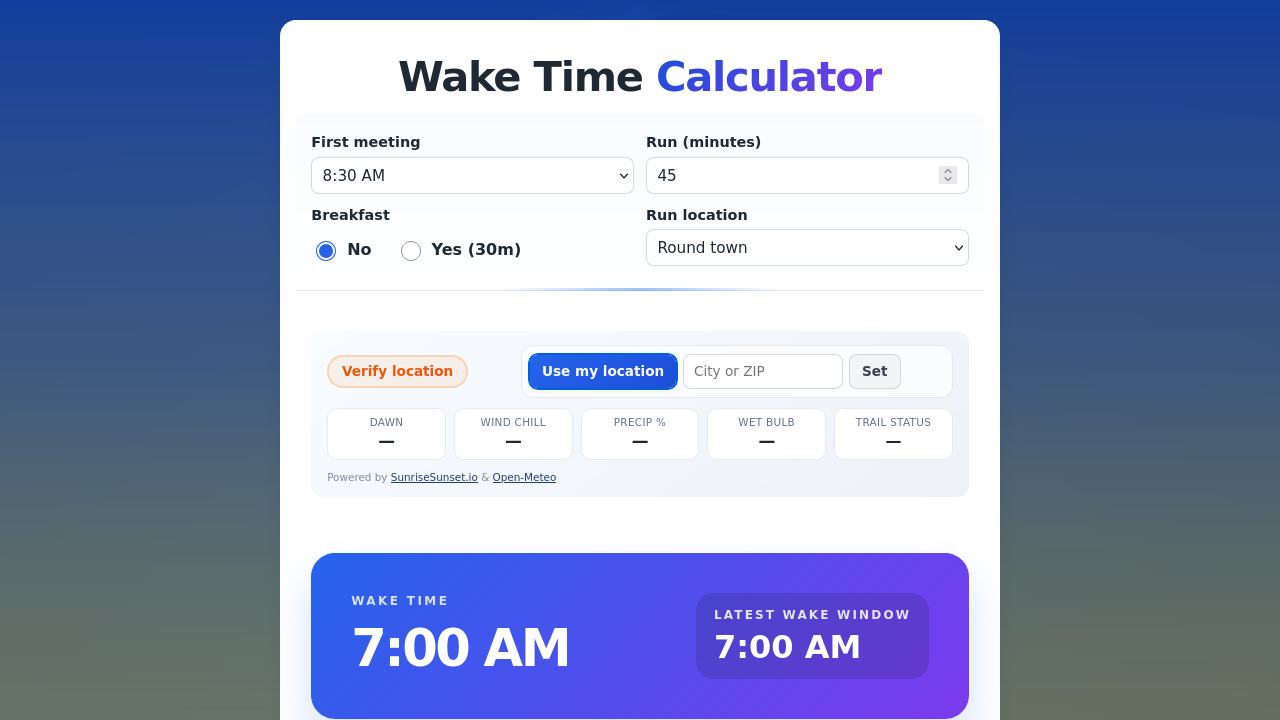 Wake Time Calculator
First meeting
Run (minutes)
8:30 AM
45
Breakfast
Run location
No
Yes (30m)
Round town
Verify location
Use my location
City or ZIP
Set
DAWN
WIND CHILL
PRECIP %
WET BULB
TRAIL STATUS
—
—
—
—
—
Powered by SunriseSunset.io & Open-Meteo
WAKE TIME
7:00 AM
LATEST WAKE WINDOW
7:00 AM